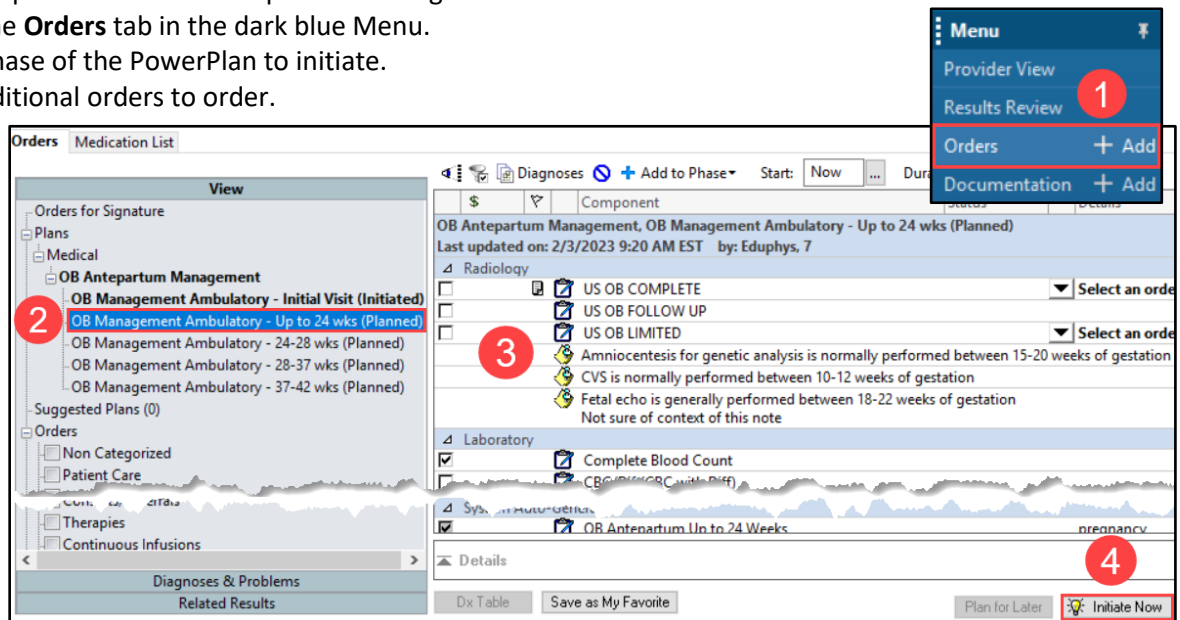 the Orders tab in the dark blue Menu.
phase of the PowerPlan to initiate.
ditional orders to order.
Menu
Provider View
Results Review
1
Orders + Add
Documentation + Add
Orders Medication List
View
Orders for Signature
Plans
Medical
OB Antepartum Management
OB Management Ambulatory - Initial Visit (Initiated)
2
OB Management Ambulatory - Up to 24 wks (Planned)
OB Management Ambulatory - 24-28 wks (Planned)
OB Management Ambulatory - 28-37 wks (Planned)
OB Management Ambulatory - 37-42 wks (Planned)
Suggested Plans (0)
Orders
Non Categorized
Patient Care
Therapies
Continuous Infusions
Diagnoses & Problems
Related Results
Diagnoses + Add to Phase Start: Now ... Dura
$ Component Status Details
OB Antepartum Management, OB Management Ambulatory - Up to 24 wks (Planned)
Last updated on: 2/3/2023 9:20 AM EST by: Eduphys, 7
Radiology
US OB COMPLETE Select an orde
US OB FOLLOW UP
US OB LIMITED Select an orde
3
Amniocentesis for genetic analysis is normally performed between 15-20 weeks of gestation
CVS is normally performed between 10-12 weeks of gestation
Fetal echo is generally performed between 18-22 weeks of gestation
Not sure of context of this note
Laboratory
Complete Blood Count
OB Antepartum Up to 24 Weeks pregnancy
Details
4
Dx Table Save as My Favorite Plan for Later Initiate Now